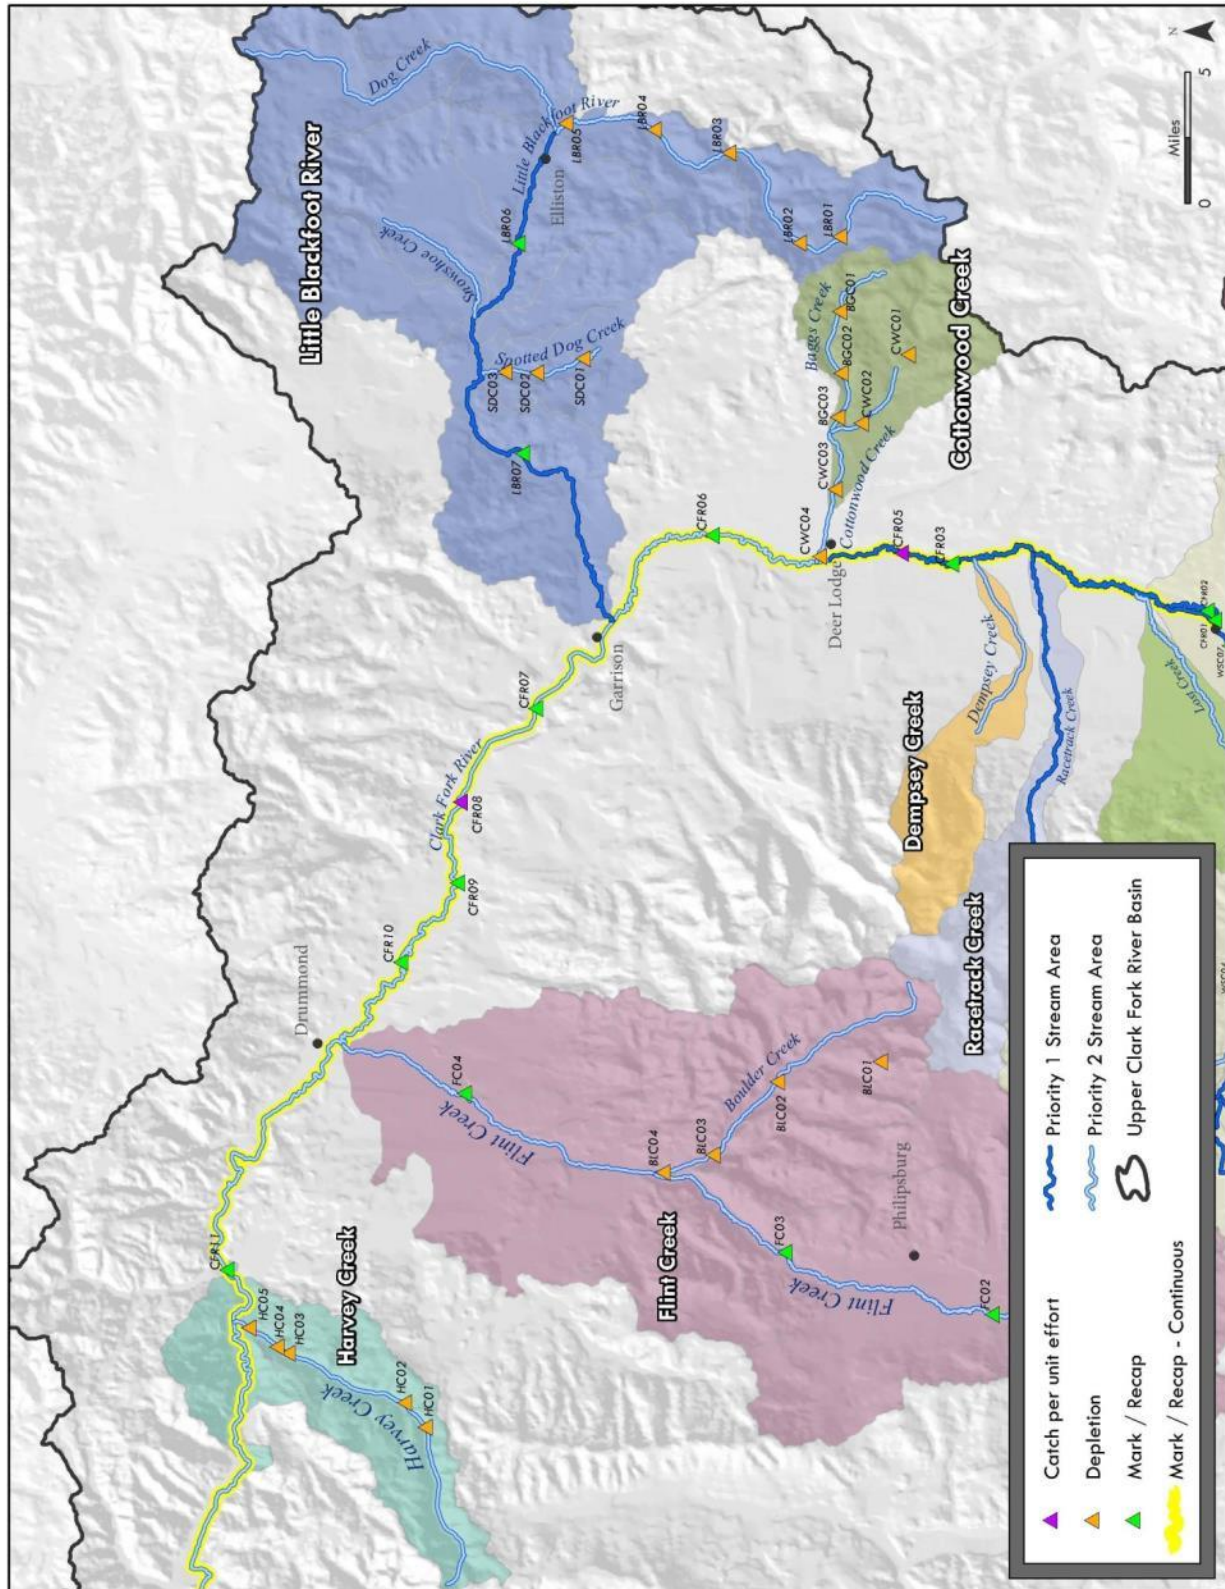 Little Blackfoot River
Dog Creek
Little Blackfoot River
LBR05
LBR04
LBR03
LBR02
LBR01
LBR06
Elliston
Snowshoe Creek
Spotted Dog Creek
SDC03
SDC02
SDC01
LBR07
Baggs Creek
BGC01
BGC02
BGC03
CWC01
CWC02
CWC03
CWC04
Cottonwood Creek
Cottonwood Creek
Deer Lodge
CFR06
CFR05
CFR03
CFR02
CFR01
WSC07
Lost Creek
Racetrack Creek
Dempsey Creek
Dempsey Creek
Racetrack Creek
Garrison
CFR07
Clark Fork River
CFR08
CFR09
CFR10
Drummond
CFR11
FC04
Flint Creek
BLC04
BLC03
BLC02
BLC01
Boulder Creek
Flint Creek
FC03
Philipsburg
Flint Creek
FC02
HC05
HC04
HC03
HC02
HC01
Harvey Creek
Harvey Creek
N
Miles
0 5
Catch per unit effort
Depletion
Mark / Recap
Mark / Recap - Continuous
Priority 1 Stream Area
Priority 2 Stream Area
Upper Clark Fork River Basin